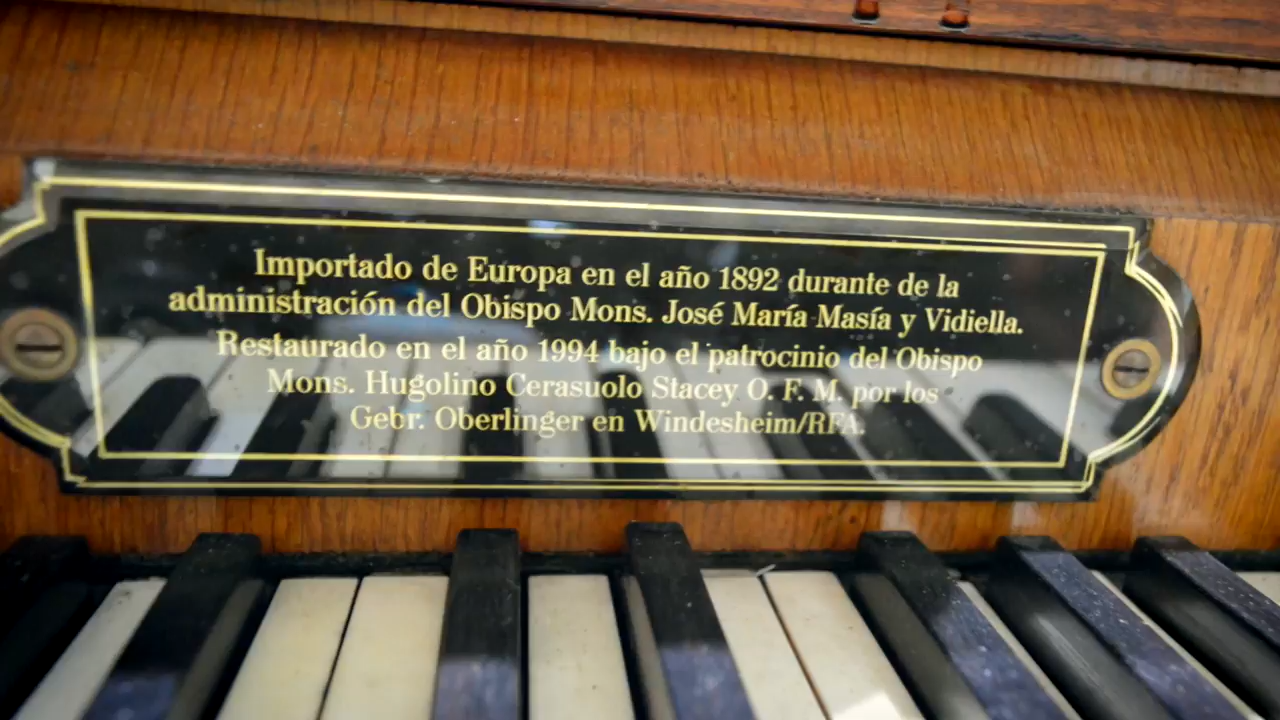 Importado de Europa en el año 1892 durante de la
administración del Obispo Mons. José María Masía y Vidiella.
Restaurado en el año 1994 bajo el patrocinio del Obispo
Mons. Hugolino Cerasuolo Stacey O. F. M. por los
Gebr. Oberlinger en Windesheim/RFA.